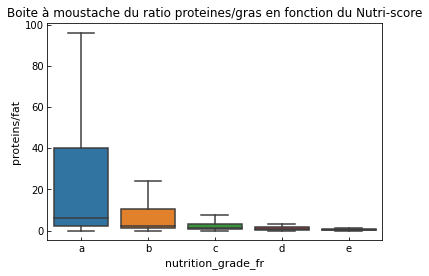 Boite à moustache du ratio proteines/gras en fonction du Nutri-score
100
80
60
40
20
0
proteins/fat
a b c d e
nutrition_grade_fr